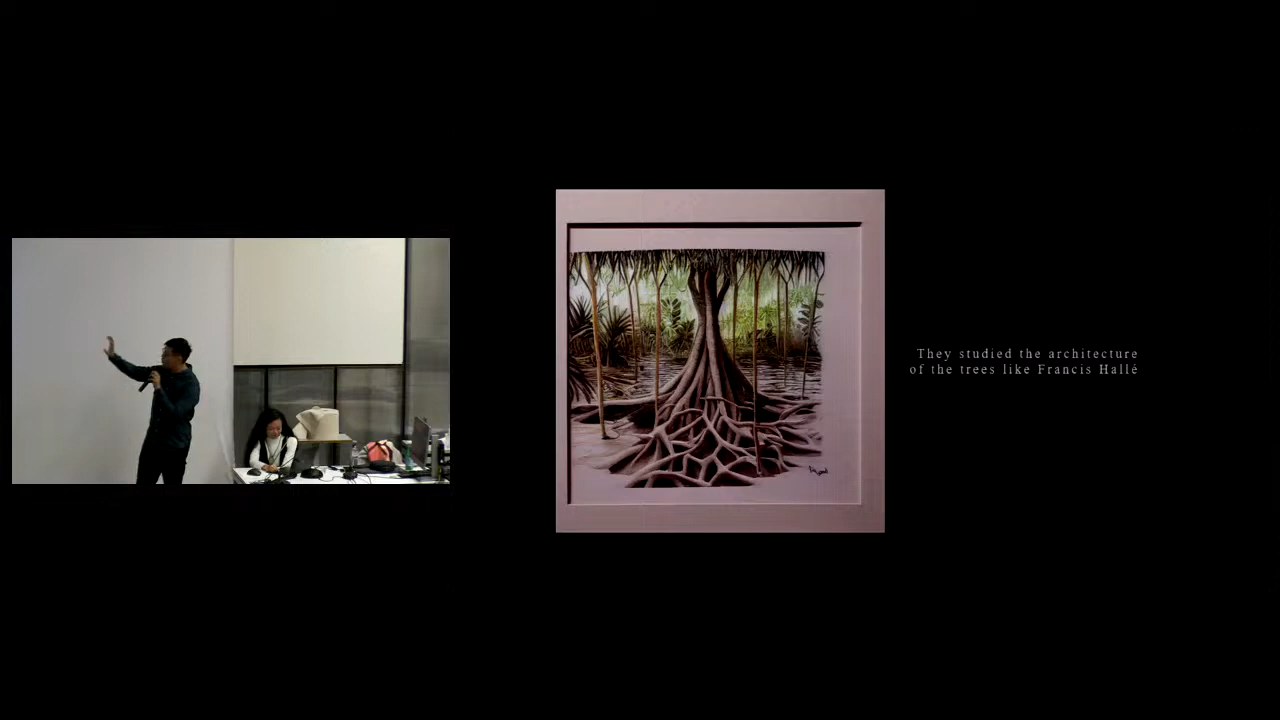 They studied the architecture
of the trees like Francis Hallé